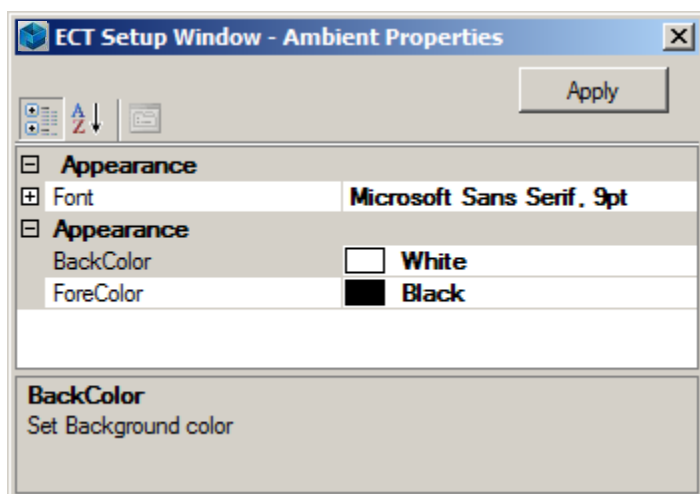 ECT Setup Window - Ambient Properties
Apply
A
Z
Appearance
Font Microsoft Sans Serif, 9pt
Appearance
BackColor White
ForeColor Black
BackColor
Set Background color